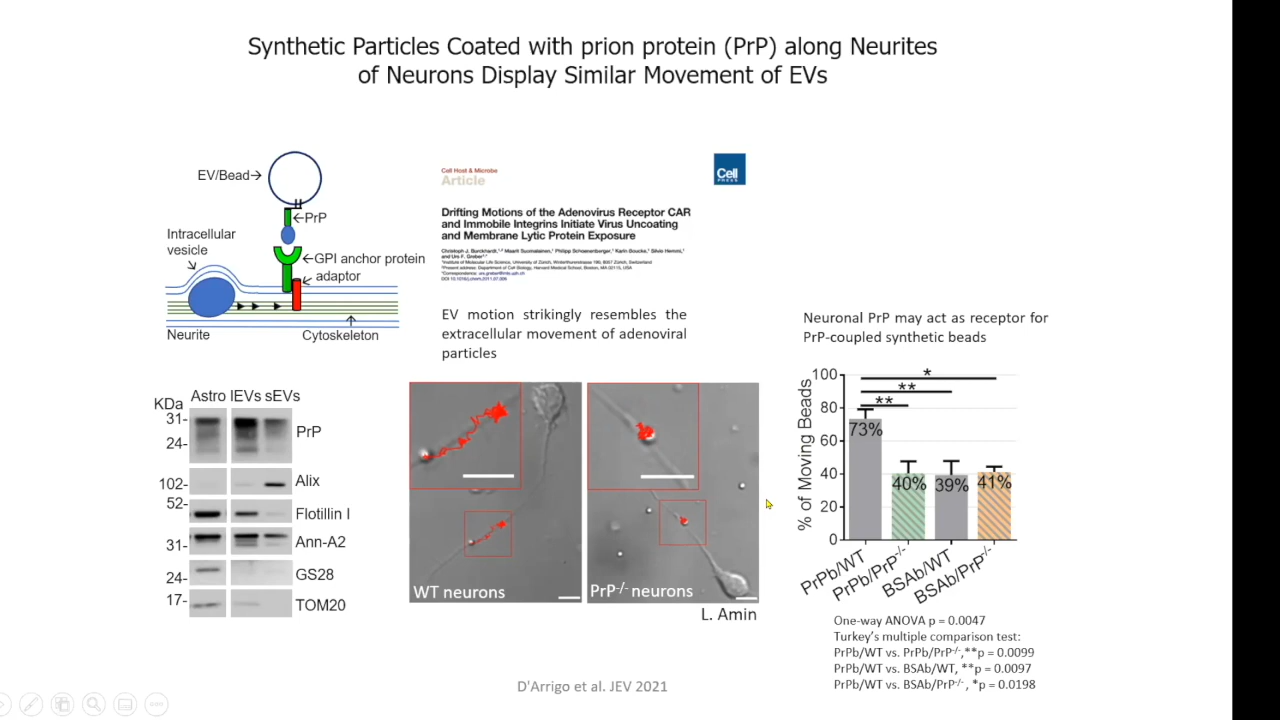 Synthetic Particles Coated with prion protein (PrP) along Neurites
of Neurons Display Similar Movement of EVs
EV/Bead
PrP
Intracellular
vesicle
GPI anchor protein
adaptor
Neurite
Cytoskeleton
Cell Host & Microbe
Article
Cell
PRESS
Drifting Motions of the Adenovirus Receptor CAR
and Immobile Integrins Initiate Virus Uncoating
and Membrane Lytic Protein Exposure
EV motion strikingly resembles the
extracellular movement of adenoviral
particles
Neuronal PrP may act as receptor for
PrP-coupled synthetic beads
Astro lEVs sEVs
KDa
31-
24-
PrP
102-
Alix
52-
Flotillin I
31-
Ann-A2
24-
GS28
17-
TOM20
WT neurons
PrP-/- neurons
L. Amin
% of Moving Beads
100
80
60
40
20
0
*
**
**
73%
40%
39%
41%
PrPb/WT
PrPb/PrP-/-
BSAb/WT
BSAb/PrP-/-
One-way ANOVA p = 0.0047
Turkey's multiple comparison test:
PrPb/WT vs. PrPb/PrP-/-,**p = 0.0099
PrPb/WT vs. BSAb/WT, **p = 0.0097
PrPb/WT vs. BSAb/PrP-/-, *p = 0.0198
D'Arrigo et al. JEV 2021